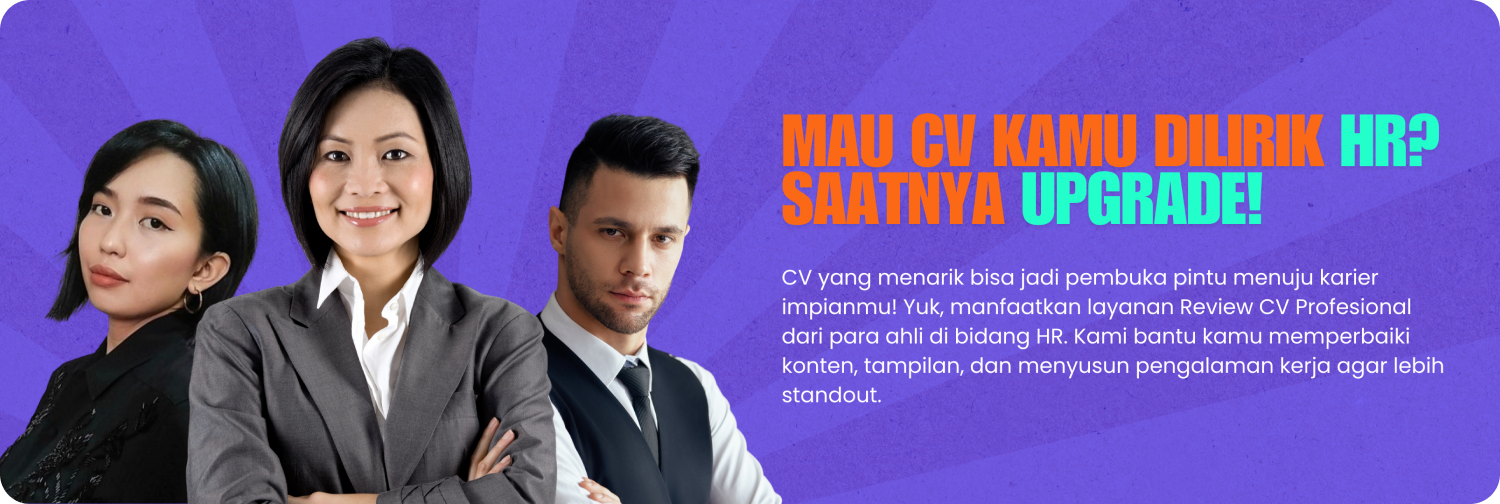 MAU CV KAMU DILIRIK HR?
SAATNYA UPGRADE!
CV yang menarik bisa jadi pembuka pintu menuju karier
impianmu! Yuk, manfaatkan layanan Review CV Profesional
dari para ahli di bidang HR. Kami bantu kamu memperbaiki
konten, tampilan, dan menyusun pengalaman kerja agar lebih
standout.